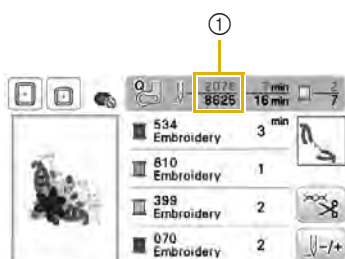 ①
Q
2076 7 min 2
8625 16 min 7
534
Embroidery 3 min
610
Embroidery 1
399
Embroidery 2
070
Embroidery 2
-/+